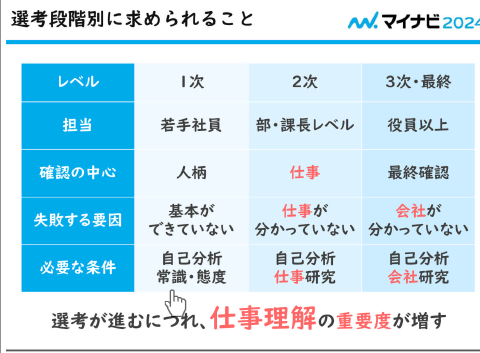 選考段階別に求められること
マイナビ2024
レベル 1次 2次 3次・最終
担当 若手社員 部・課長レベル 役員以上
確認の中心 人柄 仕事 最終確認
失敗する要因 基本が できていない 仕事が 分かっていない 会社が 分かっていない
必要な条件 自己分析 常識・態度 自己分析 仕事研究 自己分析 会社研究
選考が進むにつれ、仕事理解の重要度が増す